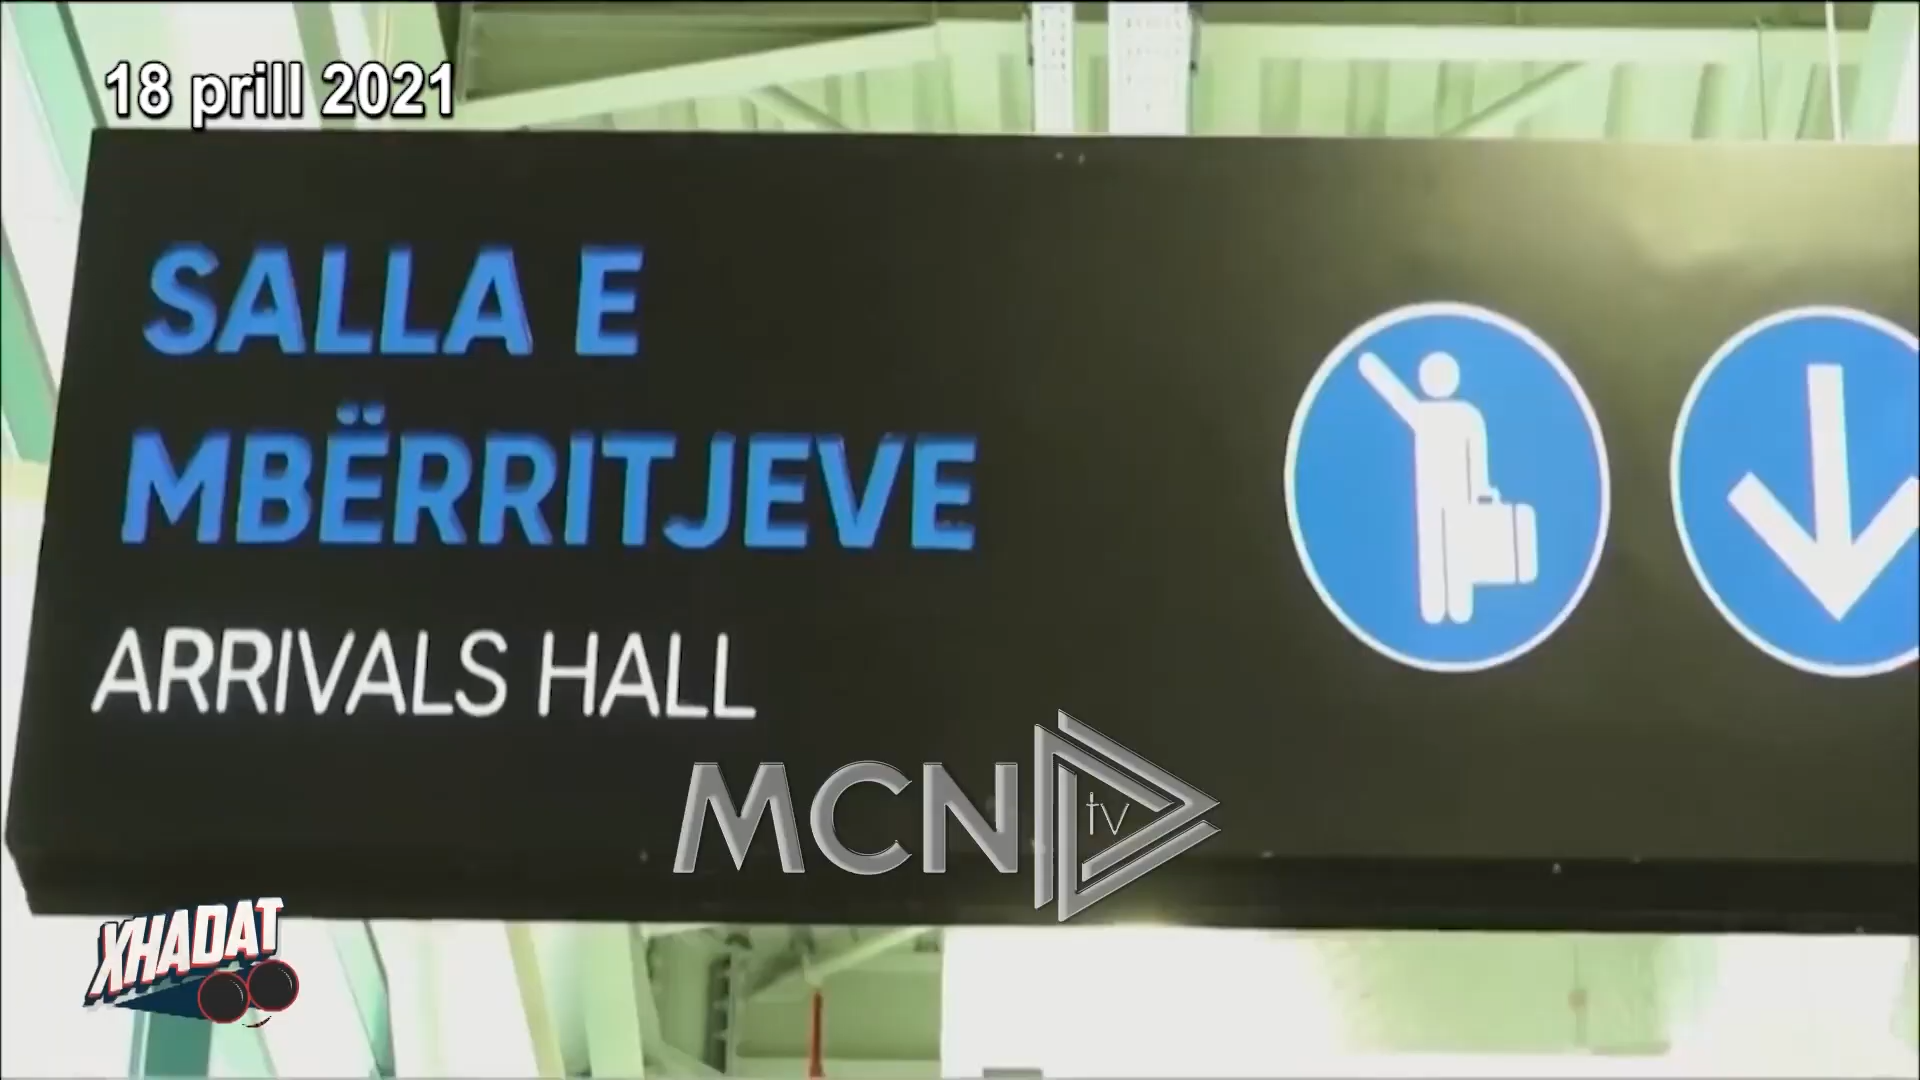 18 prill 2021
SALLA E
MBËRRITJEVE
ARRIVALS HALL
MCN tv
XHADAT